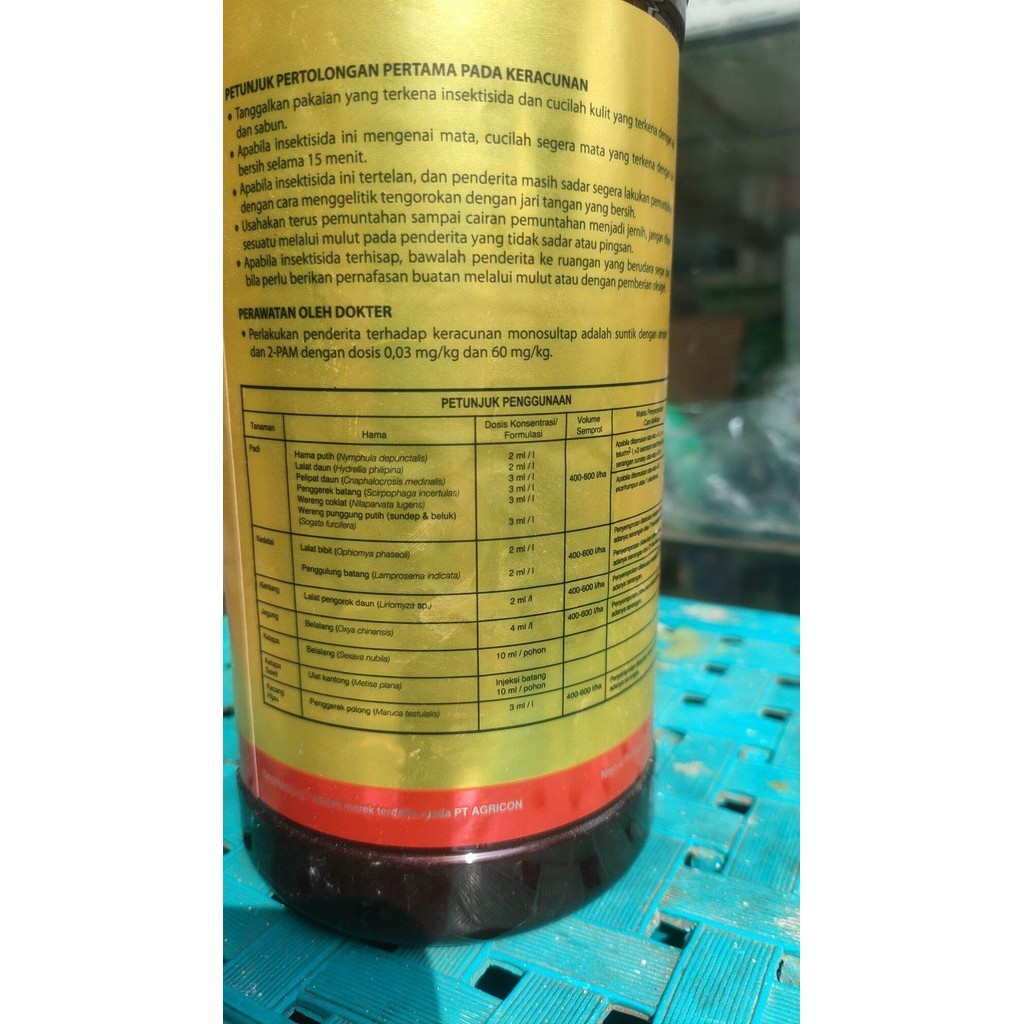 PETUNJUK PERTOLONGAN PERTAMA PADA KERACUNAN
• Tanggalkan pakaian yang terkena insektisida dan cucilah kulit yang terkena dengan
dan sabun.
• Apabila insektisida ini mengenai mata, cucilah segera mata yang terkena dengan
bersih selama 15 menit.
• Apabila insektisida ini tertelan, dan penderita masih sadar segera lakukan
dengan cara menggelitik tengorokan dengan jari tangan yang bersih.
• Usahakan terus pemuntahan sampai cairan pemuntahan menjadi jernih, jangan
sesuatu melalui mulut pada penderita yang tidak sadar atau pingsan.
• Apabila insektisida terhisap, bawalah penderita ke ruangan yang berudara segar
bila perlu berikan pernafasan buatan melalui mulut atau dengan pemberian oksigen.
PERAWATAN OLEH DOKTER
• Perlakukan penderita terhadap keracunan monosultap adalah suntik dengan
dan 2-PAM dengan dosis 0,03 mg/kg dan 60 mg/kg.
PETUNJUK PENGGUNAAN
Tanaman Hama Dosis Konsentrasi/ Formulasi Volume Semprot
Padi Hama putih (Nymphula depunctalis) 2 ml / l
Lalat daun (Hydrellia philipina) 2 ml / l
Pelipat daun (Cnaphalocrosis medinalis) 3 ml / l 400-600 l/ha
Penggerek batang (Scirpophaga incertulas) 3 ml / l
Wereng coklat (Nilaparvata lugens) 3 ml / l
Wereng punggung putih (sundep & beluk)
(Sogata furcifera) 3 ml / l
Kedelai Lalat bibit (Ophiomya phaseoli) 2 ml / l 400-600 l/ha
Penggulung batang (Lamprosema indicata) 2 ml / l
Kentang Lalat pengorok daun (Liriomyza sp.) 2 ml /l 400-600 l/ha
Jagung Belalang (Oxya chinensis) 4 ml /l 400-600 l/ha
Kelapa Belalang (Sexava nubila) 10 ml / pohon
Kelapa Sawit Ulat kantong (Metisa plana) Injeksi batang 10 ml / pohon
Kacang Hijau Penggerek polong (Maruca testulalis) 3 ml / l 400-600 l/ha
adalah merek terdaftar pada PT AGRICON